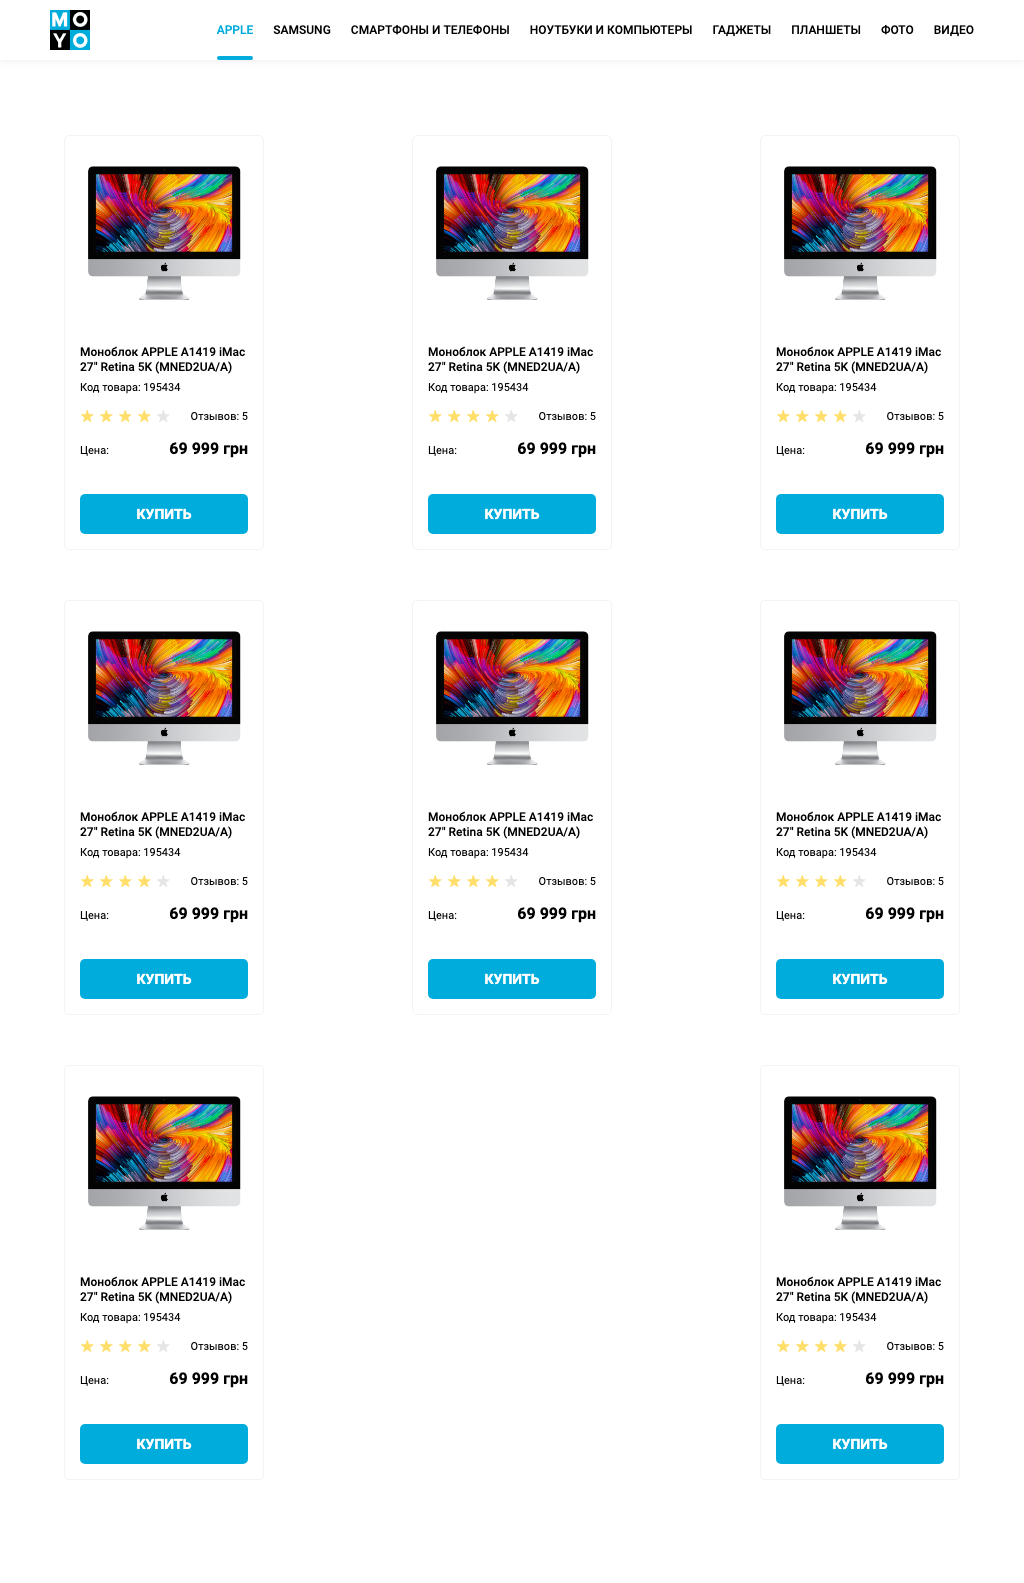 MOYO
APPLE SAMSUNG СМАРТФОНЫ И ТЕЛЕФОНЫ НОУТБУКИ И КОМПЬЮТЕРЫ ГАДЖЕТЫ ПЛАНШЕТЫ ФОТО ВИДЕО
Моноблок APPLE A1419 iMac
27" Retina 5K (MNED2UA/A)
Код товара: 195434
Отзывов: 5
Цена: 69 999 грн
КУПИТЬ
Моноблок APPLE A1419 iMac
27" Retina 5K (MNED2UA/A)
Код товара: 195434
Отзывов: 5
Цена: 69 999 грн
КУПИТЬ
Моноблок APPLE A1419 iMac
27" Retina 5K (MNED2UA/A)
Код товара: 195434
Отзывов: 5
Цена: 69 999 грн
КУПИТЬ
Моноблок APPLE A1419 iMac
27" Retina 5K (MNED2UA/A)
Код товара: 195434
Отзывов: 5
Цена: 69 999 грн
КУПИТЬ
Моноблок APPLE A1419 iMac
27" Retina 5K (MNED2UA/A)
Код товара: 195434
Отзывов: 5
Цена: 69 999 грн
КУПИТЬ
Моноблок APPLE A1419 iMac
27" Retina 5K (MNED2UA/A)
Код товара: 195434
Отзывов: 5
Цена: 69 999 грн
КУПИТЬ
Моноблок APPLE A1419 iMac
27" Retina 5K (MNED2UA/A)
Код товара: 195434
Отзывов: 5
Цена: 69 999 грн
КУПИТЬ
Моноблок APPLE A1419 iMac
27" Retina 5K (MNED2UA/A)
Код товара: 195434
Отзывов: 5
Цена: 69 999 грн
КУПИТЬ